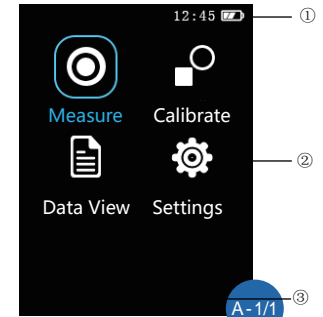 12:45 ①
Measure Calibrate
Data View Settings
②
③
A-1/1